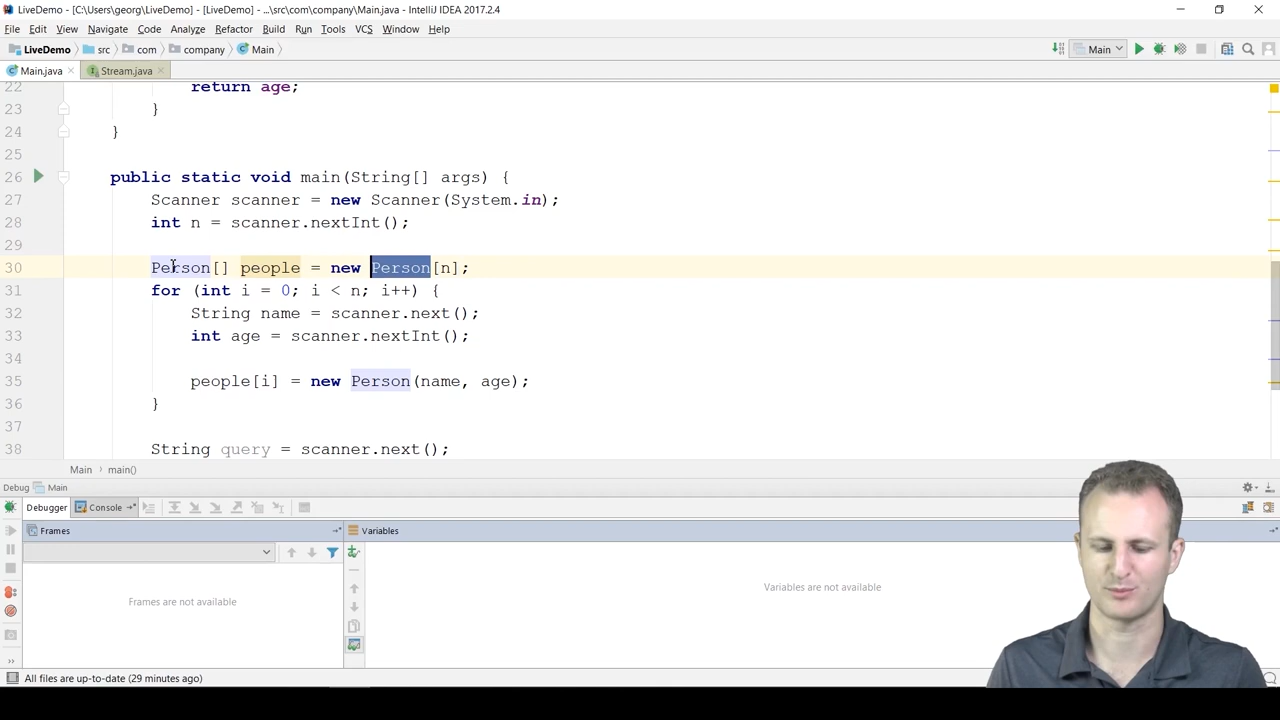 LiveDemo - [C:\Users\georg\LiveDemo] - [LiveDemo] - ...\src\com\company\Main.java - IntelliJ IDEA 2017.2.4
File Edit View Navigate Code Analyze Refactor Build Run Tools VCS Window Help
LiveDemo src com company Main Main
Main.java Stream.java
22 return age;
23 }
24 }
25
26 public static void main(String[] args) {
27 Scanner scanner = new Scanner(System.in);
28 int n = scanner.nextInt();
29
30 Person[] people = new Person[n];
31 for (int i = 0; i < n; i++) {
32 String name = scanner.next();
33 int age = scanner.nextInt();
34
35 people[i] = new Person(name, age);
36 }
37
38 String query = scanner.next();
Main main()
Debug Main
Debugger Console
Frames Variables
Frames are not available
Variables are not available
All files are up-to-date (29 minutes ago)